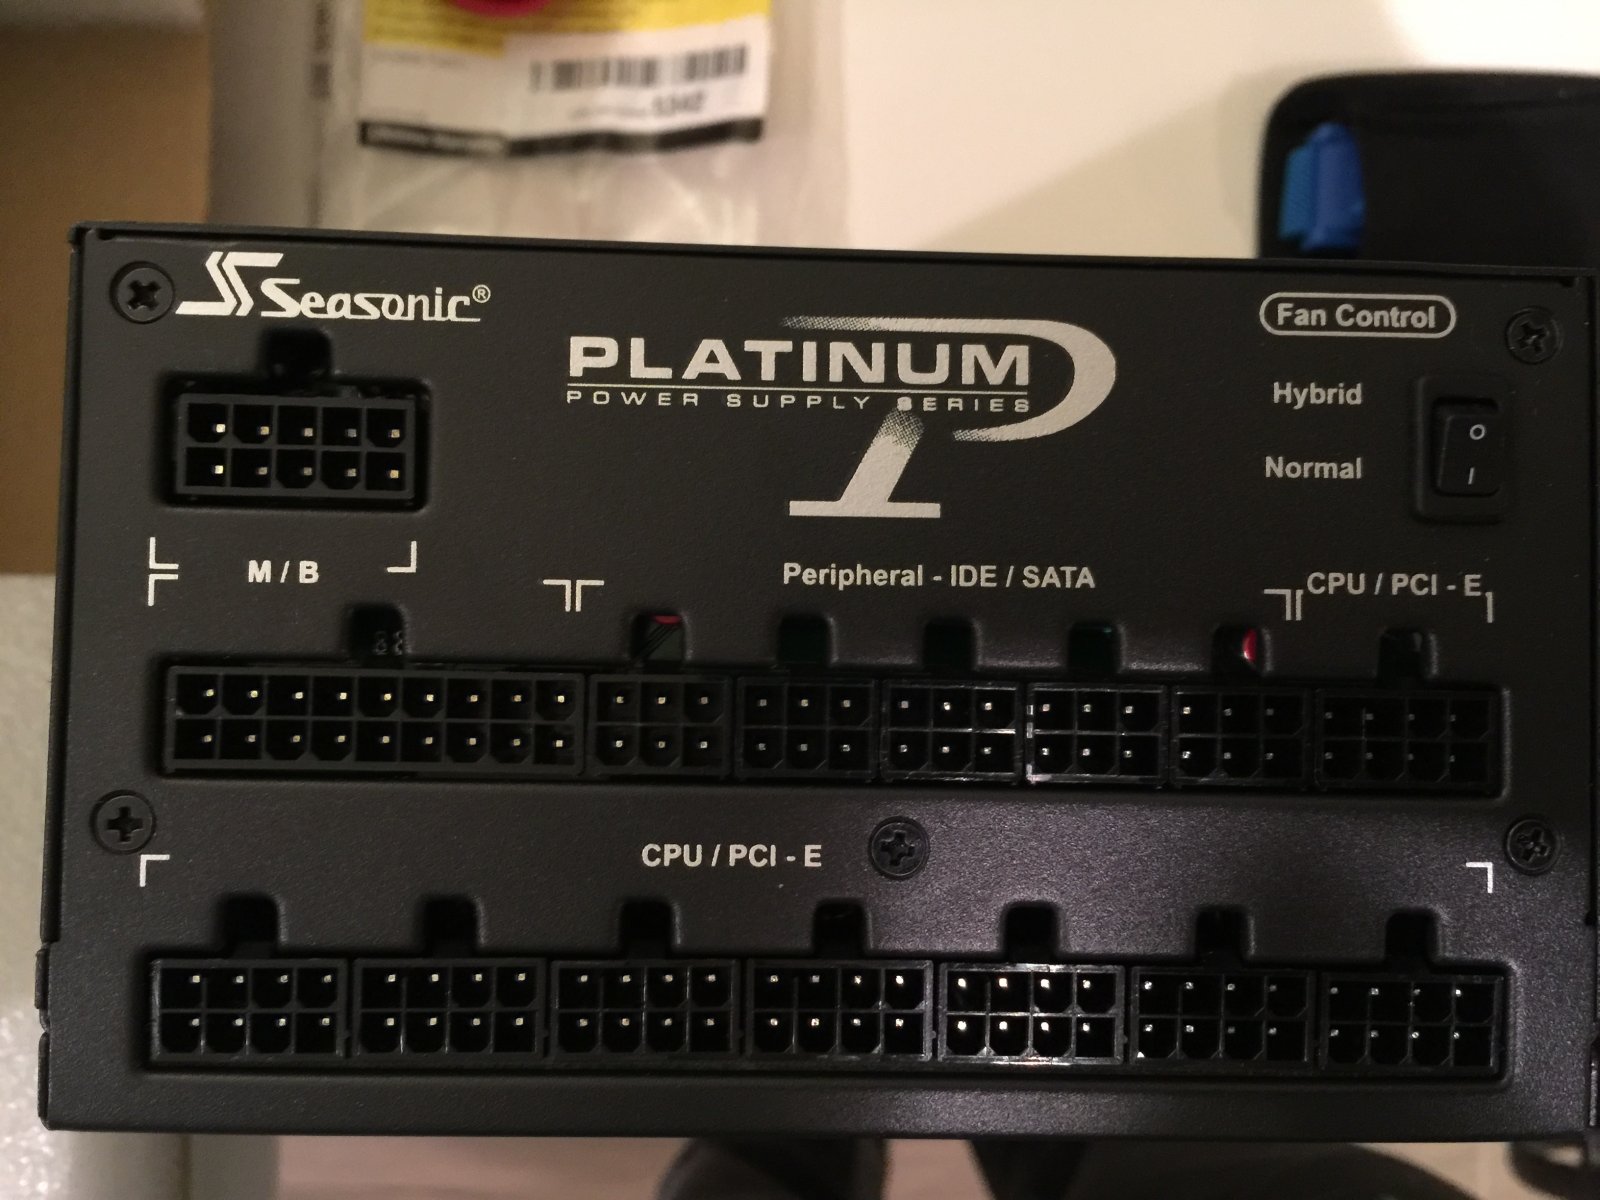 Seasonic®
PLATINUM
POWER SUPPLY SERIES
Fan Control
Hybrid
Normal
O
I
M / B
Peripheral - IDE / SATA
CPU / PCI - E
CPU / PCI - E